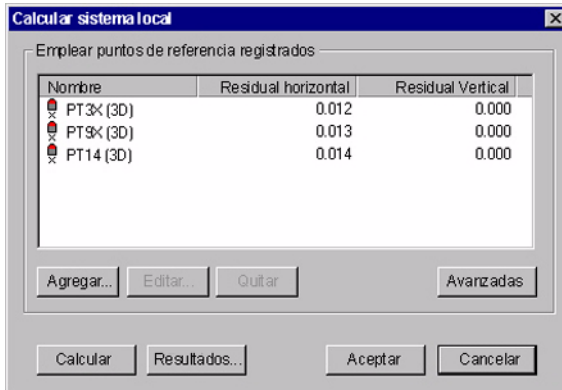 Calcular sistema local
Emplear puntos de referencia registrados
Nombre Residual horizontal Residual Vertical
PT3X (3D) 0.012 0.000
PT9X (3D) 0.013 0.000
PT14 (3D) 0.014 0.000
Agregar... Editar... Quitar Avanzadas
Calcular Resultados... Aceptar Cancelar